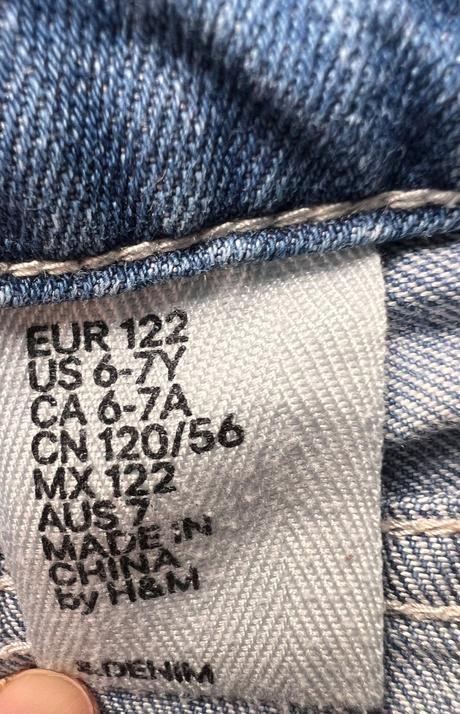 EUR 122
US 6-7Y
CA 6-7A
CN 120/56
MX 122
AUS 7
MADE IN
CHINA
by H&M
DENIM